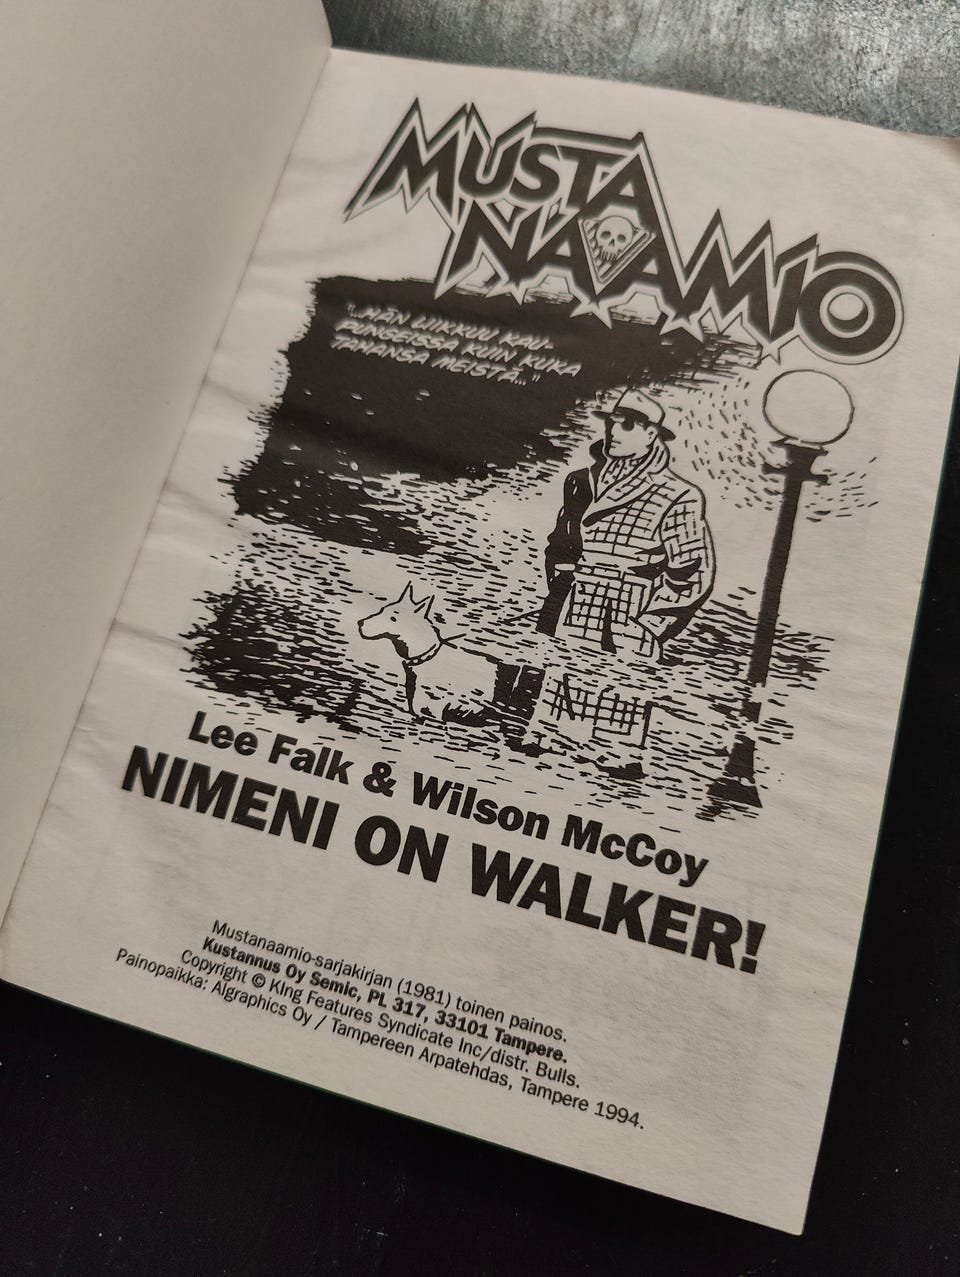 MUSTA
NAAMIO
"..HÄN LIIKKUU KAU-
PUNGEISSA KUIN KUKA
TAHANSA MEISTÄ.."
Lee Falk & Wilson McCoy
NIMENI ON WALKER!
Mustanaamio-sarjakirjan (1981) toinen painos.
Kustannus Oy Semic, PL 317, 33101 Tampere.
Copyright © KIng Features Syndicate Inc/distr. Bulls.
Painopaikka: Algraphics Oy / Tampereen Arpatehdas, Tampere 1994.